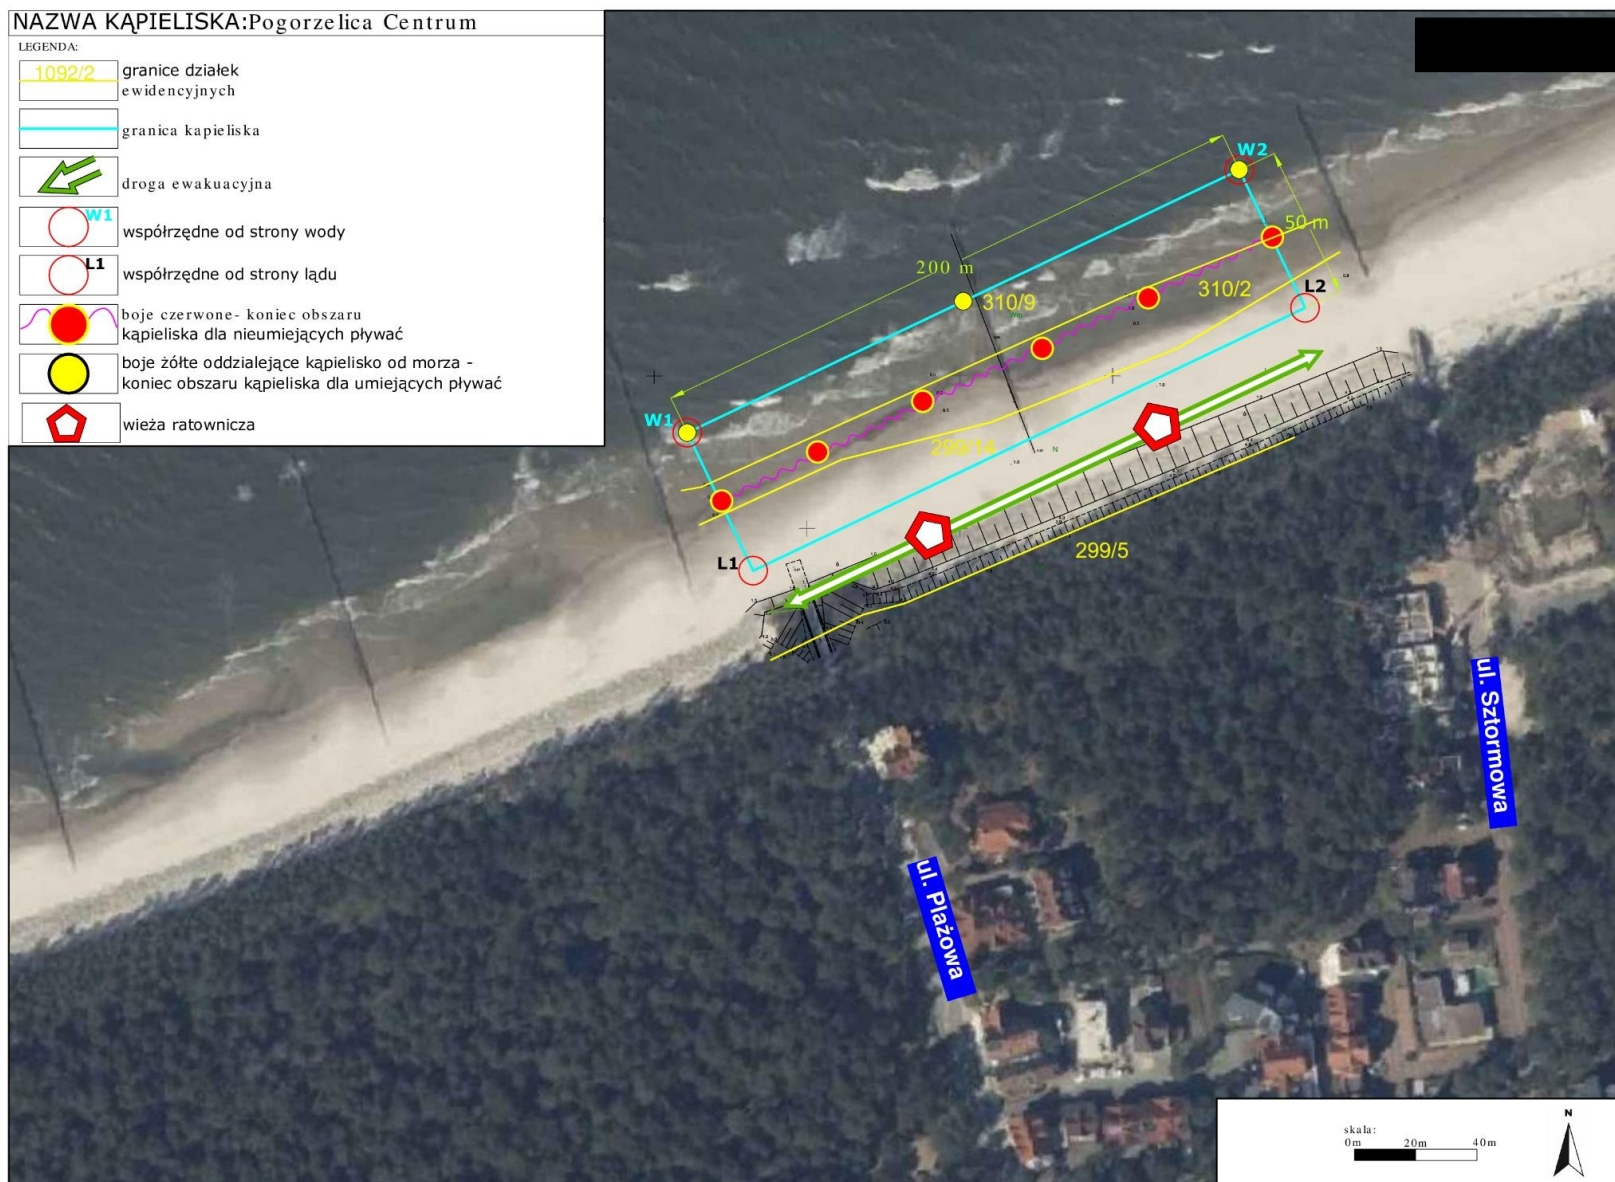 NAZWA KĄPIELISKA:Pogorzelica Centrum
LEGENDA:
1092/2
granice działek
ewidencyjnych
granica kapieliska
droga ewakuacyjna
W1
współrzędne od strony wody
L1
współrzędne od strony lądu
boje czerwone- koniec obszaru
kąpieliska dla nieumiejących pływać
boje żółte oddzialejące kąpielisko od morza -
koniec obszaru kąpieliska dla umiejących pływać
wieża ratownicza
W2
50 m
200 m
310/9
310/2
L2
W1
299/14
N
L1
299/5
ul. Sztormowa
ul. Plażowa
skala:
0m 20m 40m
N